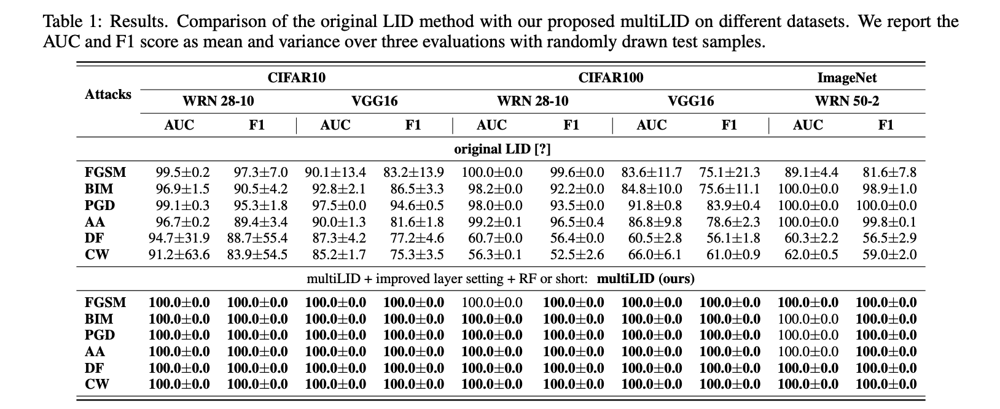 Table 1: Results. Comparison of the original LID method with our proposed multiLID on different datasets. We report the
AUC and F1 score as mean and variance over three evaluations with randomly drawn test samples.
Attacks CIFAR10 CIFAR100 ImageNet
WRN 28-10 VGG16 WRN 28-10 VGG16 WRN 50-2
AUC F1 AUC F1 AUC F1 AUC F1 AUC F1
original LID [?]
FGSM 99.5±0.2 97.3±7.0 90.1±13.4 83.2±13.9 100.0±0.0 99.6±0.0 83.6±11.7 75.1±21.3 89.1±4.4 81.6±7.8
BIM 96.9±1.5 90.5±4.2 92.8±2.1 86.5±3.3 98.2±0.0 92.2±0.0 84.8±10.0 75.6±11.1 100.0±0.0 98.9±1.0
PGD 99.1±0.3 95.3±1.8 97.5±0.0 94.6±0.5 98.0±0.0 93.5±0.0 91.8±0.8 83.9±0.4 100.0±0.0 100.0±0.0
AA 96.7±0.2 89.4±3.4 90.0±1.3 81.6±1.8 99.2±0.1 96.5±0.4 86.8±9.8 78.6±2.3 100.0±0.0 99.8±0.1
DF 94.7±31.9 88.7±55.4 87.3±4.2 77.2±4.6 60.7±0.0 56.4±0.0 60.5±2.8 56.1±1.8 60.3±2.2 56.5±2.9
CW 91.2±63.6 83.9±54.5 85.2±1.7 75.3±3.5 56.3±0.1 52.5±2.6 66.0±6.1 61.0±0.9 62.0±0.5 59.0±2.0
multiLID + improved layer setting + RF or short: multiLID (ours)
FGSM 100.0±0.0 100.0±0.0 100.0±0.0 100.0±0.0 100.0±0.0 100.0±0.0 100.0±0.0 100.0±0.0 100.0±0.0 100.0±0.0
BIM 100.0±0.0 100.0±0.0 100.0±0.0 100.0±0.0 100.0±0.0 100.0±0.0 100.0±0.0 100.0±0.0 100.0±0.0 100.0±0.0
PGD 100.0±0.0 100.0±0.0 100.0±0.0 100.0±0.0 100.0±0.0 100.0±0.0 100.0±0.0 100.0±0.0 100.0±0.0 100.0±0.0
AA 100.0±0.0 100.0±0.0 100.0±0.0 100.0±0.0 100.0±0.0 100.0±0.0 100.0±0.0 100.0±0.0 100.0±0.0 100.0±0.0
DF 100.0±0.0 100.0±0.0 100.0±0.0 100.0±0.0 100.0±0.0 100.0±0.0 100.0±0.0 100.0±0.0 100.0±0.0 100.0±0.0
CW 100.0±0.0 100.0±0.0 100.0±0.0 100.0±0.0 100.0±0.0 100.0±0.0 100.0±0.0 100.0±0.0 100.0±0.0 100.0±0.0